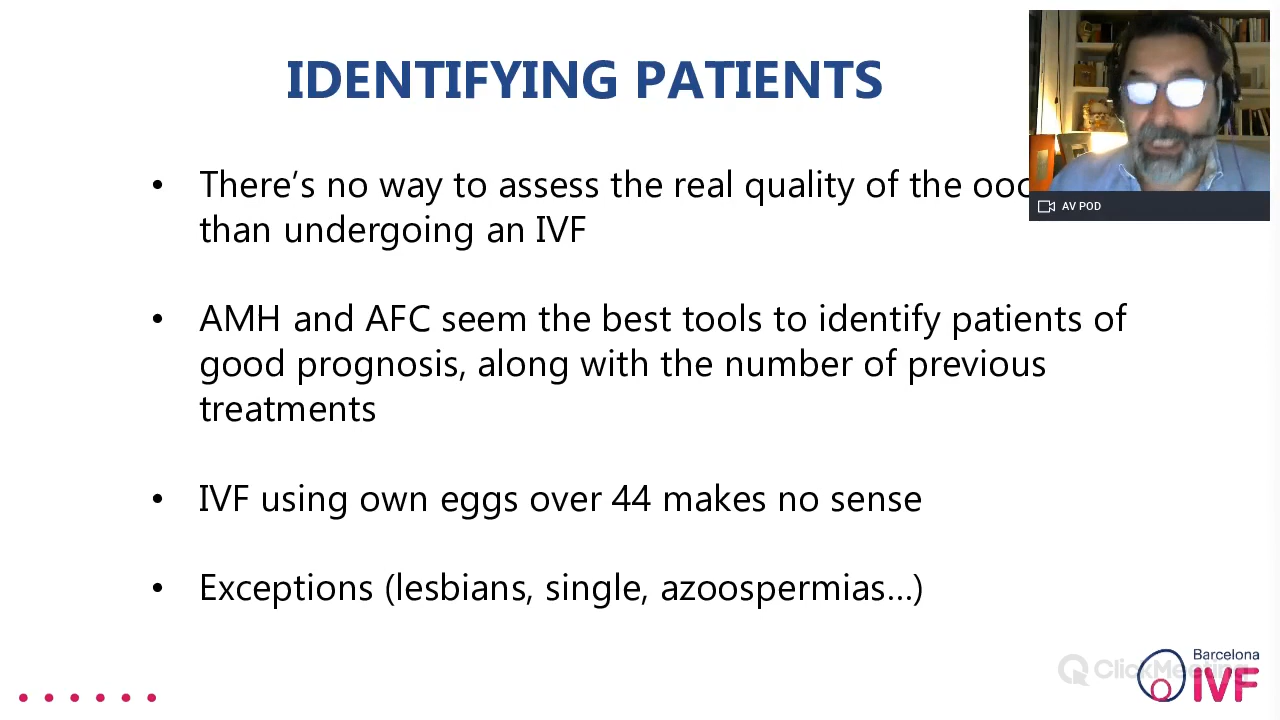 IDENTIFYING PATIENTS
• There’s no way to assess the real quality of the
than undergoing an IVF
• AMH and AFC seem the best tools to identify patients of
good prognosis, along with the number of previous
treatments
• IVF using own eggs over 44 makes no sense
• Exceptions (lesbians, single, azoospermias...)
AV POD
ClickMeeting
Barcelona
IVF